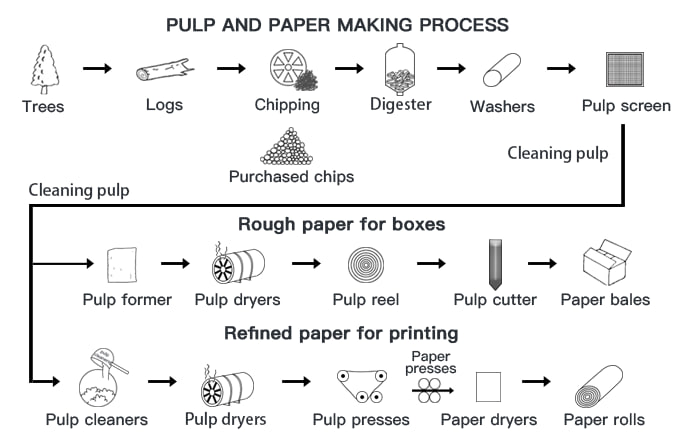 PULP AND PAPER MAKING PROCESS
Trees
Logs
Chipping
Digester
Washers
Pulp screen
Purchased chips
Cleaning pulp
Cleaning pulp
Rough paper for boxes
Pulp former
Pulp dryers
Pulp reel
Pulp cutter
Paper bales
Refined paper for printing
Paper
presses
Pulp cleaners
Pulp dryers
Pulp presses
Paper dryers
Paper rolls